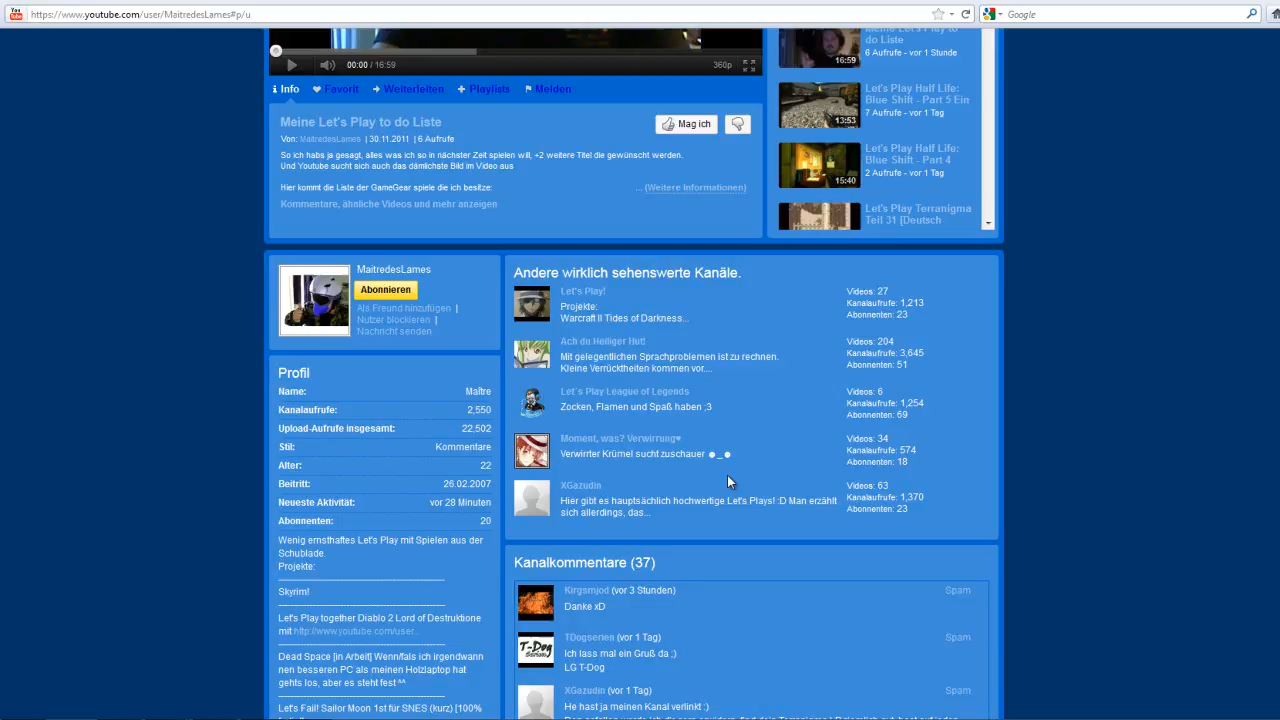 https://www.youtube.com/user/MaitredesLames#p/u
Google
00:00 / 16:59
360p
Info
Favorit
Weiterleiten
Playlists
Melden
Meine Let's Play to do Liste
Mag ich
Von: MaitredesLames | 30.11.2011 | 6 Aufrufe
So ich habs ja gesagt, alles was ich so in nächster Zeit spielen will, +2 weitere Titel die gewünscht werden.
Und Youtube sucht sich auch das dämlichste Bild im Video aus
Hier kommt die Liste der GameGear spiele die ich besitze:
... (Weitere Informationen)
Kommentare, ähnliche Videos und mehr anzeigen
Meine Let's Play to
do Liste
6 Aufrufe - vor 1 Stunde
16:59
Let's Play Half Life:
Blue Shift - Part 5 Ein
7 Aufrufe - vor 1 Tag
13:53
Let's Play Half Life:
Blue Shift - Part 4
2 Aufrufe - vor 1 Tag
15:40
Let's Play Terranigma
Teil 31 [Deutsch
MaitredesLames
Abonnieren
Als Freund hinzufügen |
Nutzer blockieren |
Nachricht senden
Profil
Name: Maître
Kanalaufrufe: 2,550
Upload-Aufrufe insgesamt: 22,502
Stil: Kommentare
Alter: 22
Beitritt: 26.02.2007
Neueste Aktivität: vor 28 Minuten
Abonnenten: 20
Wenig ernsthaftes Let's Play mit Spielen aus der
Schublade.
Projekte:
Skyrim!
Let's Play together Diablo 2 Lord of Destruktione
mit http://www.youtube.com/user...
Dead Space [in Arbeit] Wenn/fals ich irgendwann
nen besseren PC als meinen Holzlaptop hat
gehts los, aber es steht fest ^^
Let's Fail! Sailor Moon 1st für SNES (kurz) [100%
Andere wirklich sehenswerte Kanäle.
Let's Play!
Projekte:
Warcraft II Tides of Darkness...
Videos: 27
Kanalaufrufe: 1,213
Abonnenten: 23
Ach du Heiliger Hut!
Mit gelegentlichen Sprachproblemen ist zu rechnen.
Kleine Verrücktheiten kommen vor....
Videos: 204
Kanalaufrufe: 3,645
Abonnenten: 51
Let´s Play League of Legends
Zocken, Flamen und Spaß haben ;3
Videos: 6
Kanalaufrufe: 1,254
Abonnenten: 69
Moment, was? Verwirrung♥
Verwirrter Krümel sucht zuschauer ☻_☻
Videos: 34
Kanalaufrufe: 574
Abonnenten: 18
XGazudin
Hier gibt es hauptsächlich hochwertige Let's Plays! :D Man erzählt
sich allerdings, das...
Videos: 63
Kanalaufrufe: 1,370
Abonnenten: 23
Kanalkommentare (37)
Kirgsmjod (vor 3 Stunden)
Spam
Danke xD
TDogserien (vor 1 Tag)
Spam
Ich lass mal ein Gruß da ;)
LG T-Dog
XGazudin (vor 1 Tag)
Spam
He hast ja meinen Kanal verlinkt :)